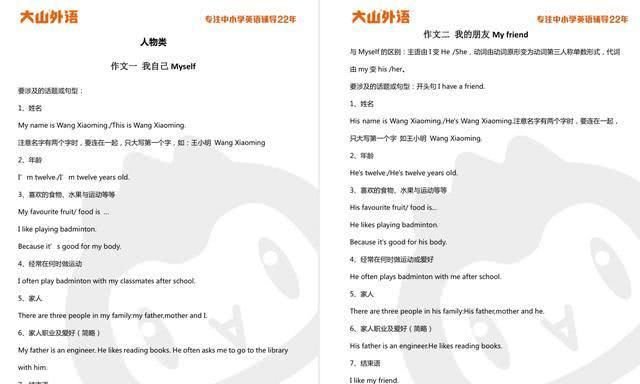 大山外语
专注中小学英语辅导22年
人物类
作文一 我自己 Myself
要涉及的话题或句型：
1、姓名
My name is Wang Xiaoming./This is Wang Xiaoming.
注意名字有两个字时，要连在一起，只大写第一个字，如：王小明 Wang Xiaoming
2、年龄
I' m twelve./I' m twelve years old.
3、喜欢的食物、水果与运动等等
My favourite fruit/ food is …
I like playing badminton.
Because it' s good for my body.
4、经常在何时做运动
I often play badminton with my classmates after school.
5、家人
There are three people in my family:my father,mother and I.
6、家人职业及爱好（简略）
My father is an engineer. He likes reading books. He often asks me to go to the library
with him.
7、结束语
大山外语
专注中小学英语辅导22年
作文二 我的朋友 My friend
与 Myself 的区别：主语由 I 变 He /She，动词由动词原形变为动词第三人称单数形式，代词
由 my 变 his /her。
要涉及的话题或句型：开头句 I have a friend.
1、姓名
His name is Wang Xiaoming./He's Wang Xiaoming.注意名字有两个字时，要连在一起，
只大写第一个字 如王小明 Wang Xiaoming.
2、年龄
He's twelve./He's twelve years old.
3、喜欢的食物、水果与运动等等
His favourite fruit/ food is...
He likes playing badminton.
Because it's good for his body.
4、经常在何时做运动或爱好
He often plays badminton with me after school.
5、家人
There are three people in his family:His father,mother and he.
6、家人职业及爱好（简略）
His father is an engineer.He likes reading books.
7、结束语
I like my friend.